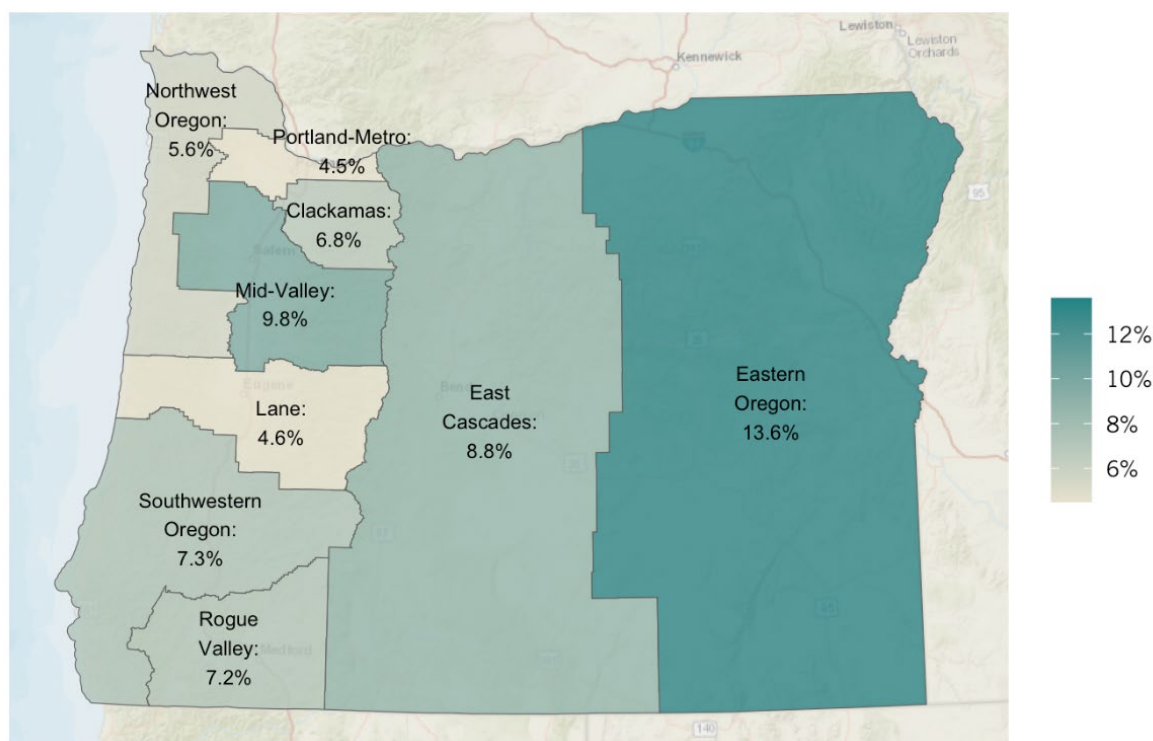 Lewiston
Lewiston
Orchards
Kennewick
Northwest
Oregon:
5.6%
Portland-Metro:
4.5%
95
Clackamas:
6.8%
Salem
Mid-Valley:
9.8%
12%
10%
8%
6%
Eugene
Bend
Lane:
4.6%
East
Cascades:
8.8%
Eastern
Oregon:
13.6%
Southwestern
Oregon:
7.3%
Rogue
Valley:
7.2%
Medford
95
140